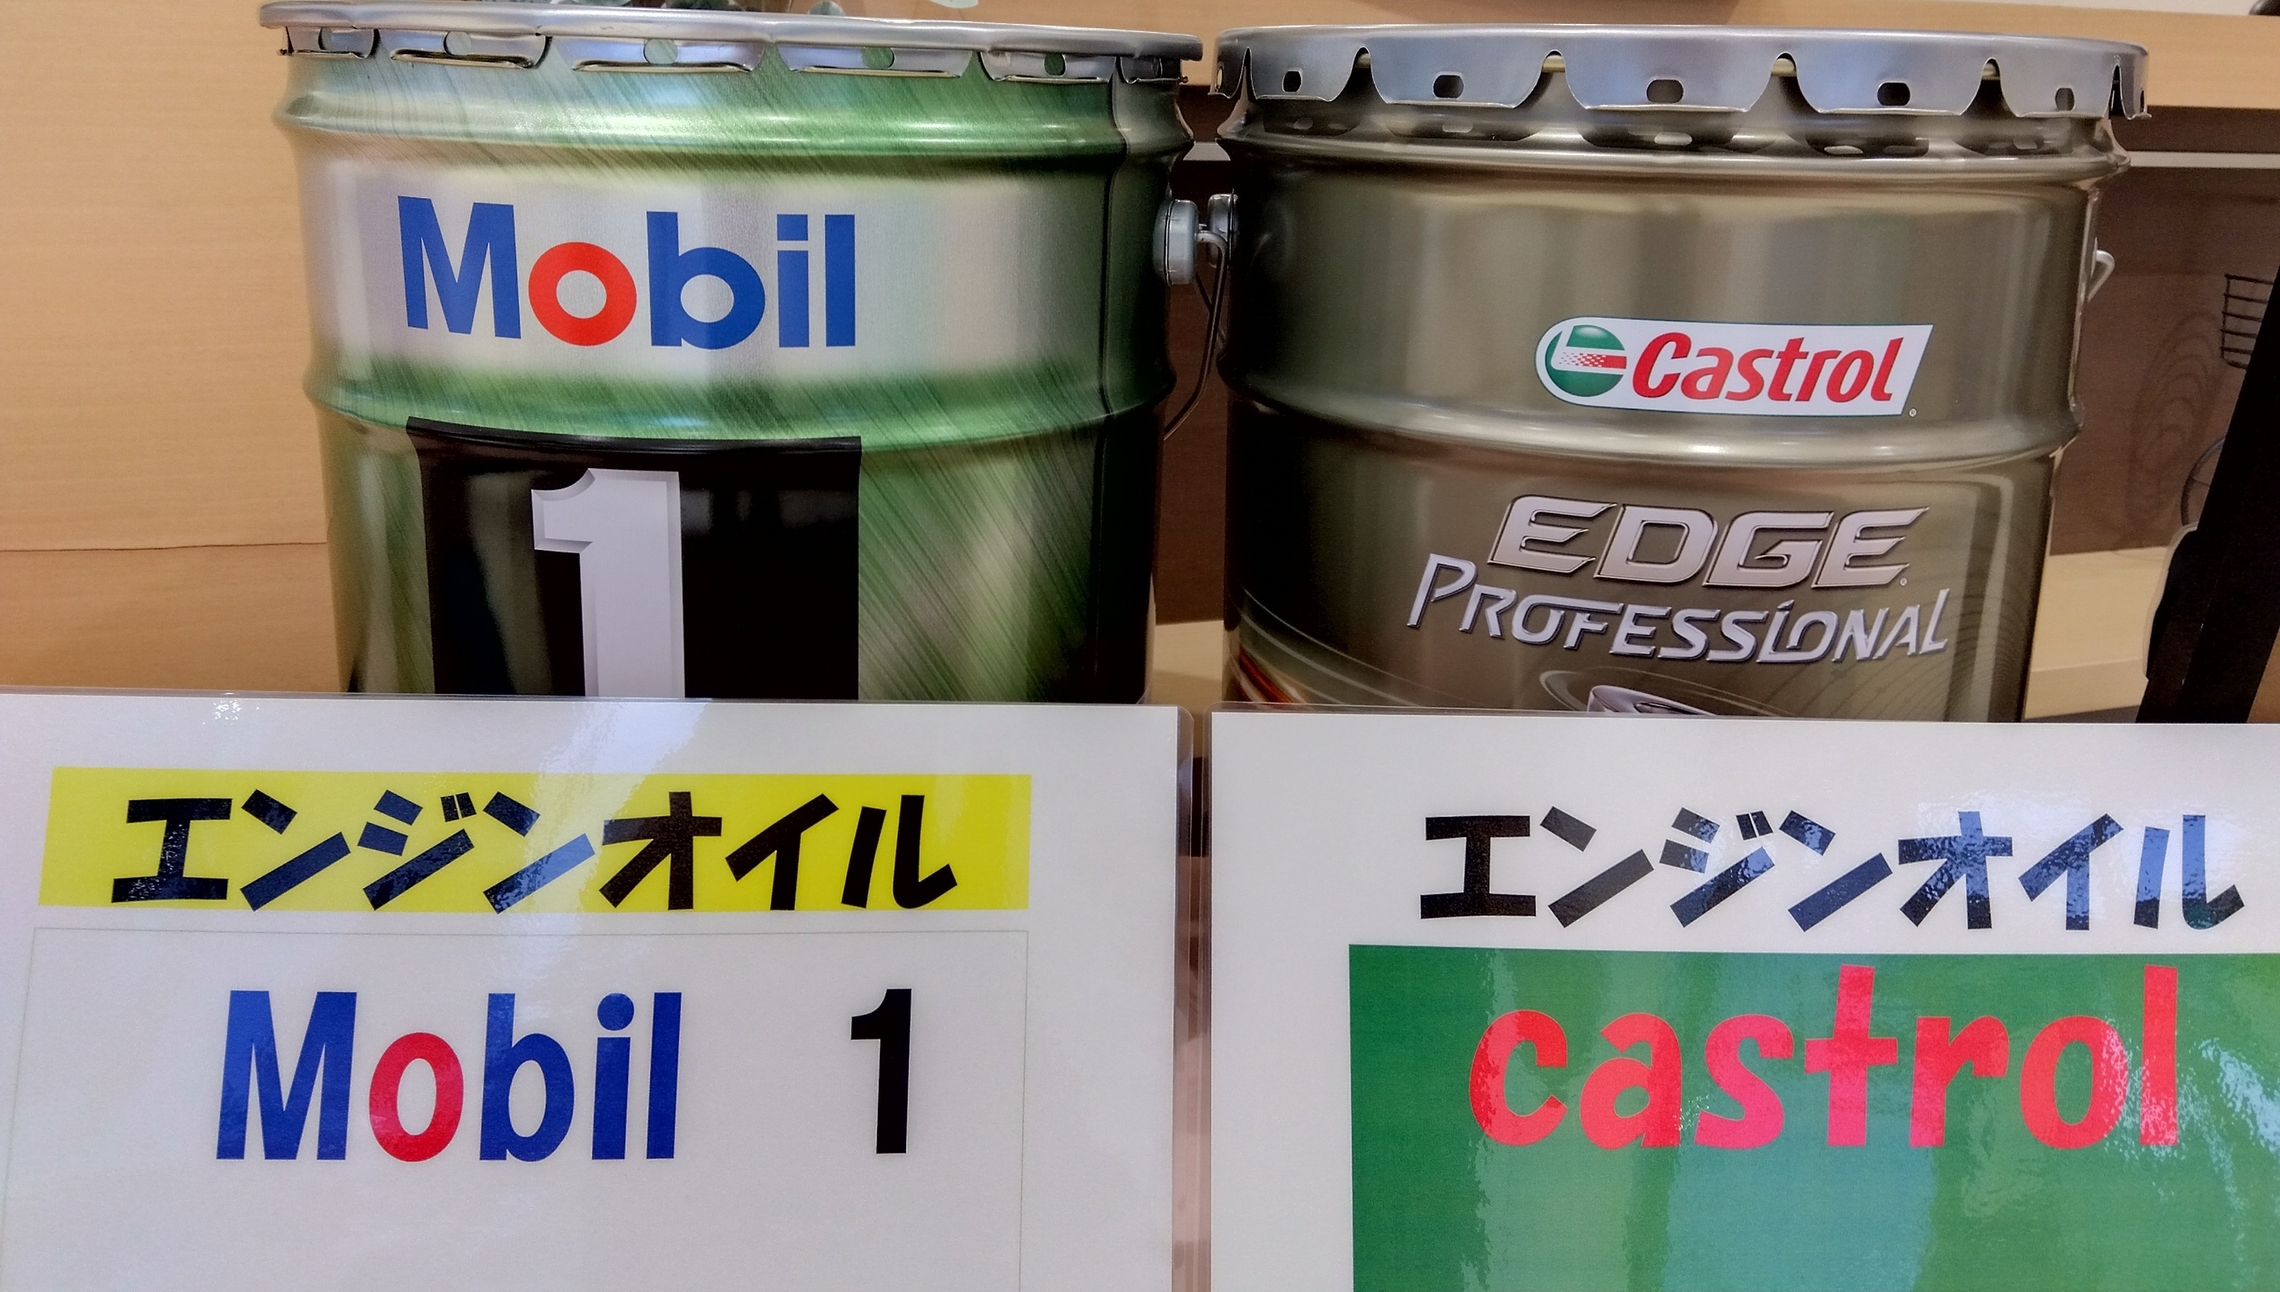 Mobil
1
Castrol
EDGE
PROFESSIONAL
エンジンオイル
Mobil 1
エンジンオイル
castrol